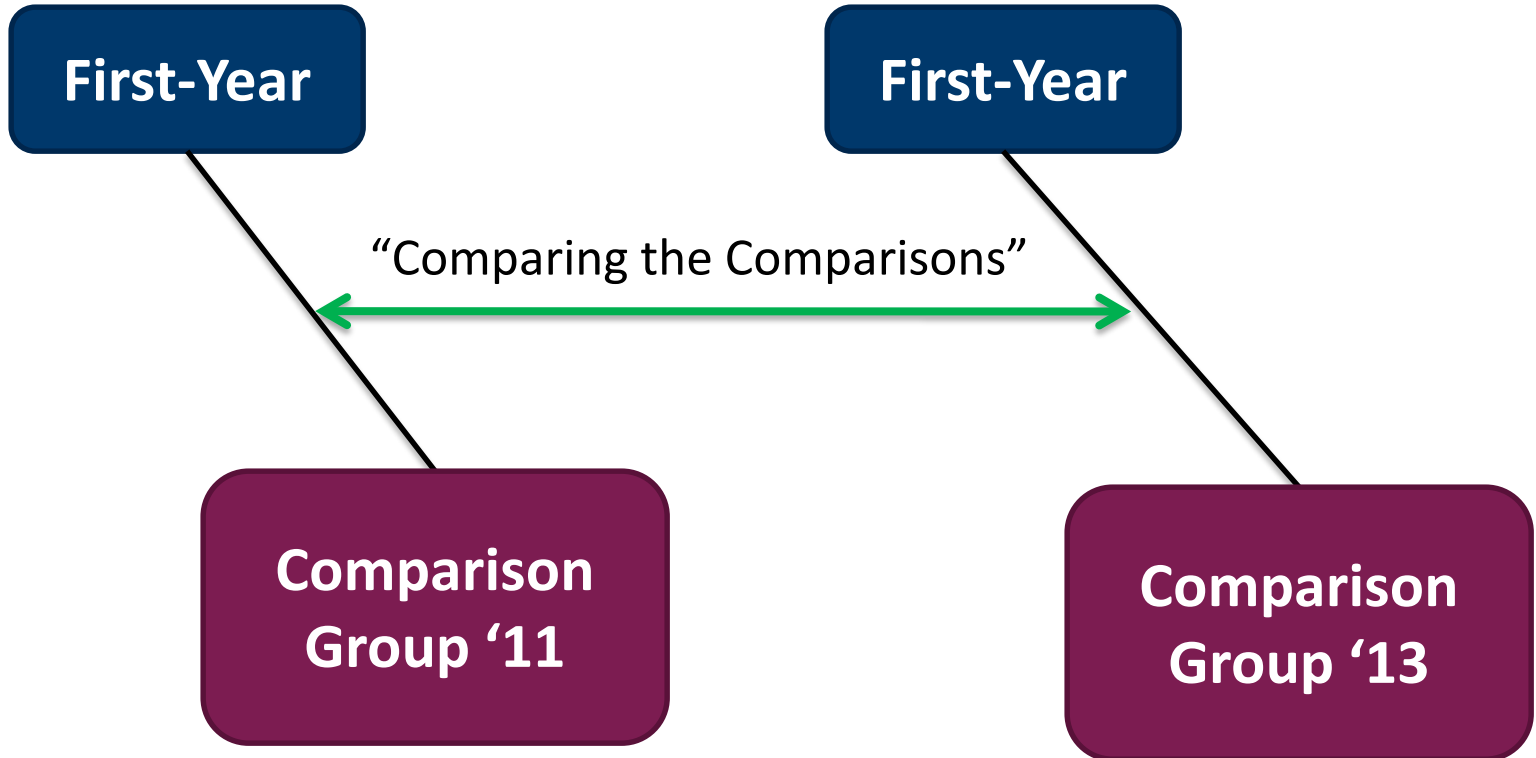 First-Year
First-Year
“Comparing the Comparisons”
Comparison
Group ‘11
Comparison
Group ‘13